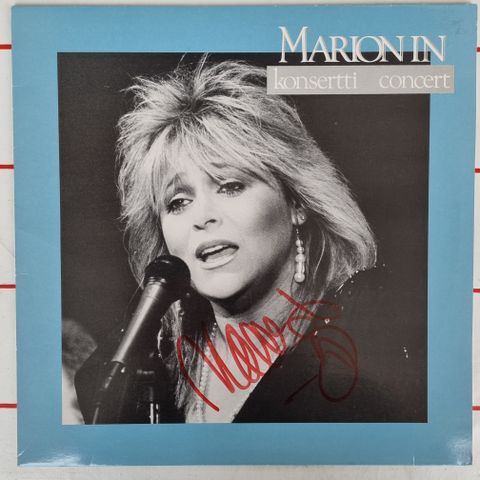 MARION IN
konsertti concert